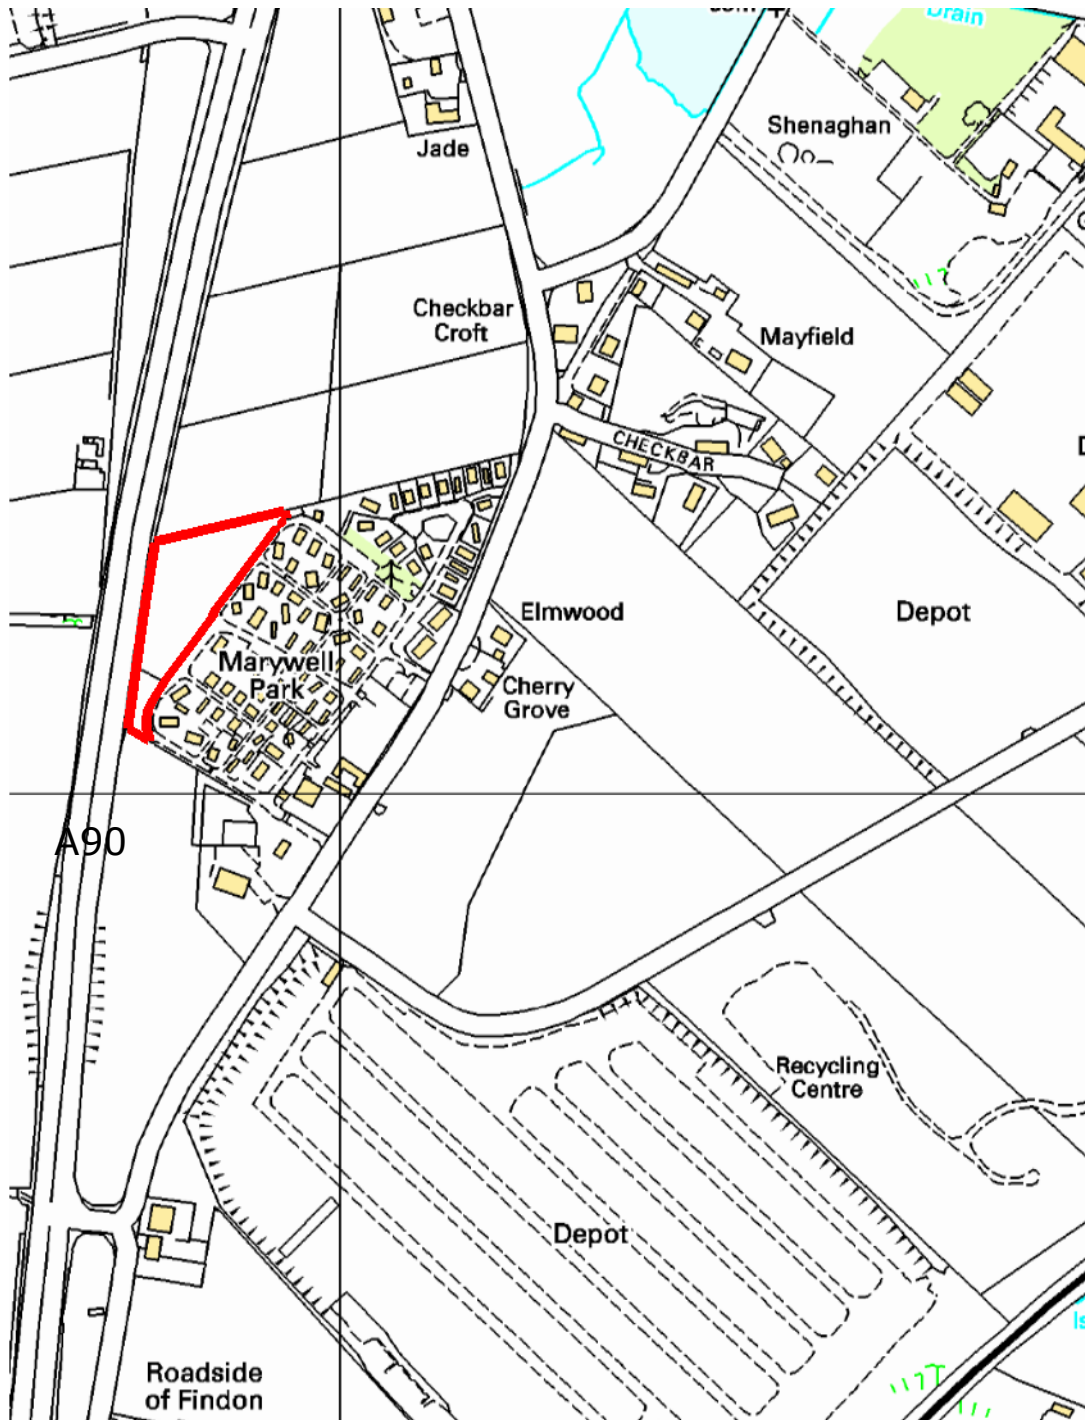 Drain
Shenaghan
Jade
Checkbar
Croft
Mayfield
CHECKBAR
Elmwood
Depot
Marywell
Park
Cherry
Grove
A90
Recycling
Centre
Depot
Roadside
of Findon